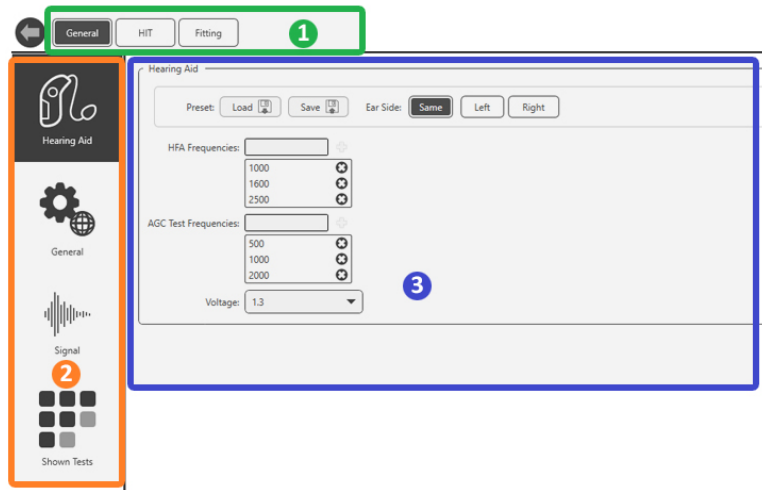 General HIT Fitting 1
Hearing Aid
Preset: Load Save Ear Side: Same Left Right
Hearing Aid
HFA Frequencies:
1000
1600
2500
AGC Test Frequencies:
500
1000
2000
General
3
Voltage: 1.3
Signal
2
Shown Tests